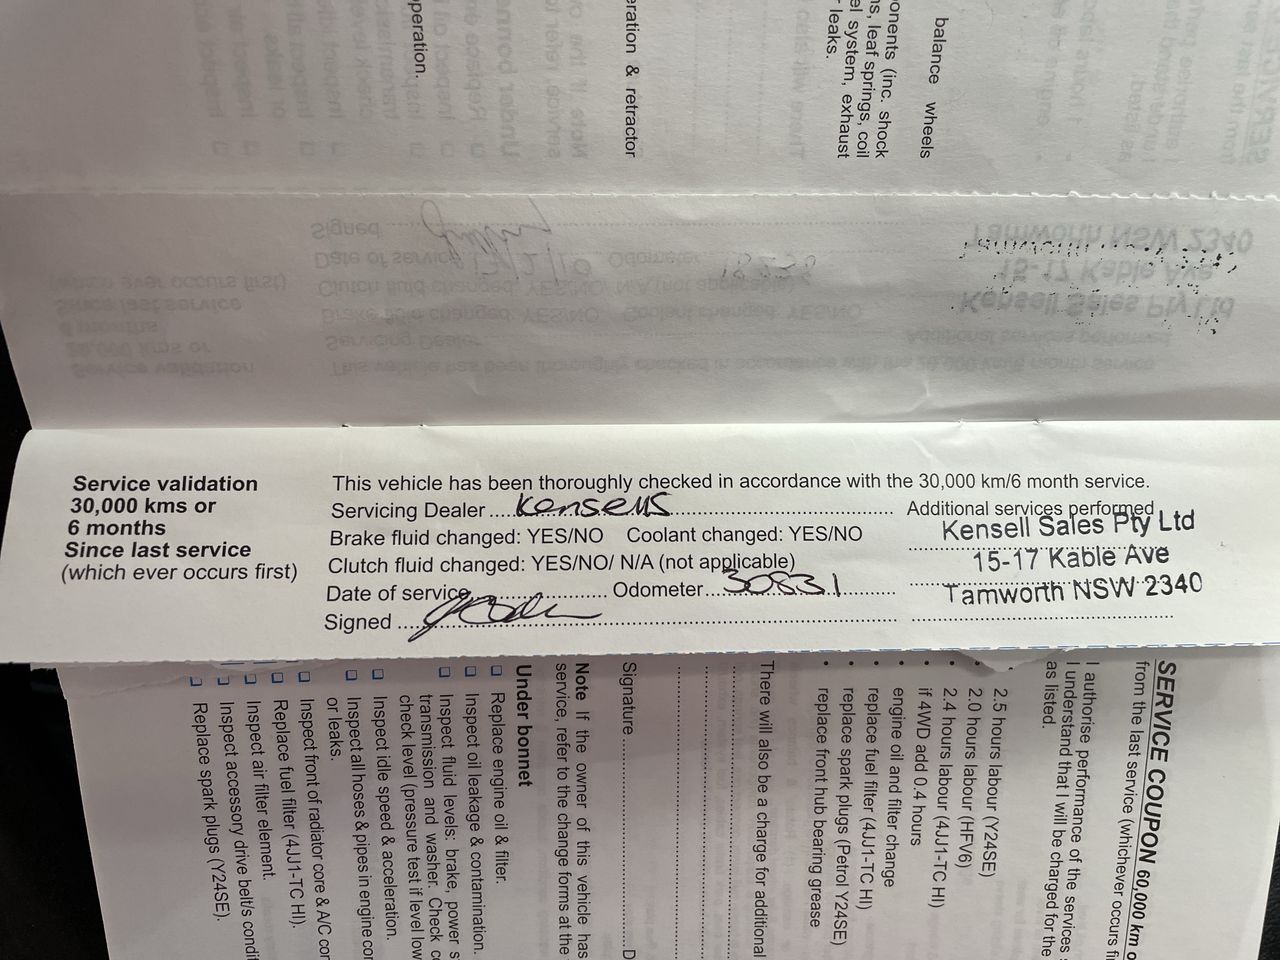 balance wheels
onents (inc. shock
s, leaf springs, coil
el system, exhaust
leaks.
eration & retractor
peration.
Service validation
30,000 kms or
6 months
Since last service
(which ever occurs first)
This vehicle has been thoroughly checked in accordance with the 30,000 km/6 month service.
Servicing Dealer .... Kensells
Brake fluid changed: YES/NO Coolant changed: YES/NO
Clutch fluid changed: YES/NO/ N/A (not applicable)
Date of service .... Odometer.... 30831
Signed ....
Additional services performed
Kensell Sales Pty Ltd
15-17 Kable Ave
Tamworth NSW 2340
SERVICE COUPON 60,000 km o
from the last service (whichever occurs fi
I authorise performance of the services
I understand that I will be charged for the
as listed.
• 2.5 hours labour (Y24SE)
• 2.0 hours labour (HFV6)
• 2.4 hours labour (4JJ1-TC HI)
• if 4WD add 0.4 hours
• engine oil and filter change
• replace fuel filter (4JJ1-TC HI)
• replace spark plugs (Petrol Y24SE)
• replace front hub bearing grease
There will also be a charge for additional
Signature .... D
Note If the owner of this vehicle has
service, refer to the change forms at the
Under bonnet
❑ Replace engine oil & filter.
❑ Inspect oil leakage & contamination.
❑ Inspect fluid levels: brake, power s
transmission and washer. Check c
check level (pressure test if level low
❑ Inspect idle speed & acceleration.
❑ Inspect all hoses & pipes in engine co
or leaks.
❑ Inspect front of radiator core & A/C co
❑ Replace fuel filter (4JJ1-TC HI).
❑ Inspect air filter element.
❑ Inspect accessory drive belt/s condit
❑ Replace spark plugs (Y24SE).